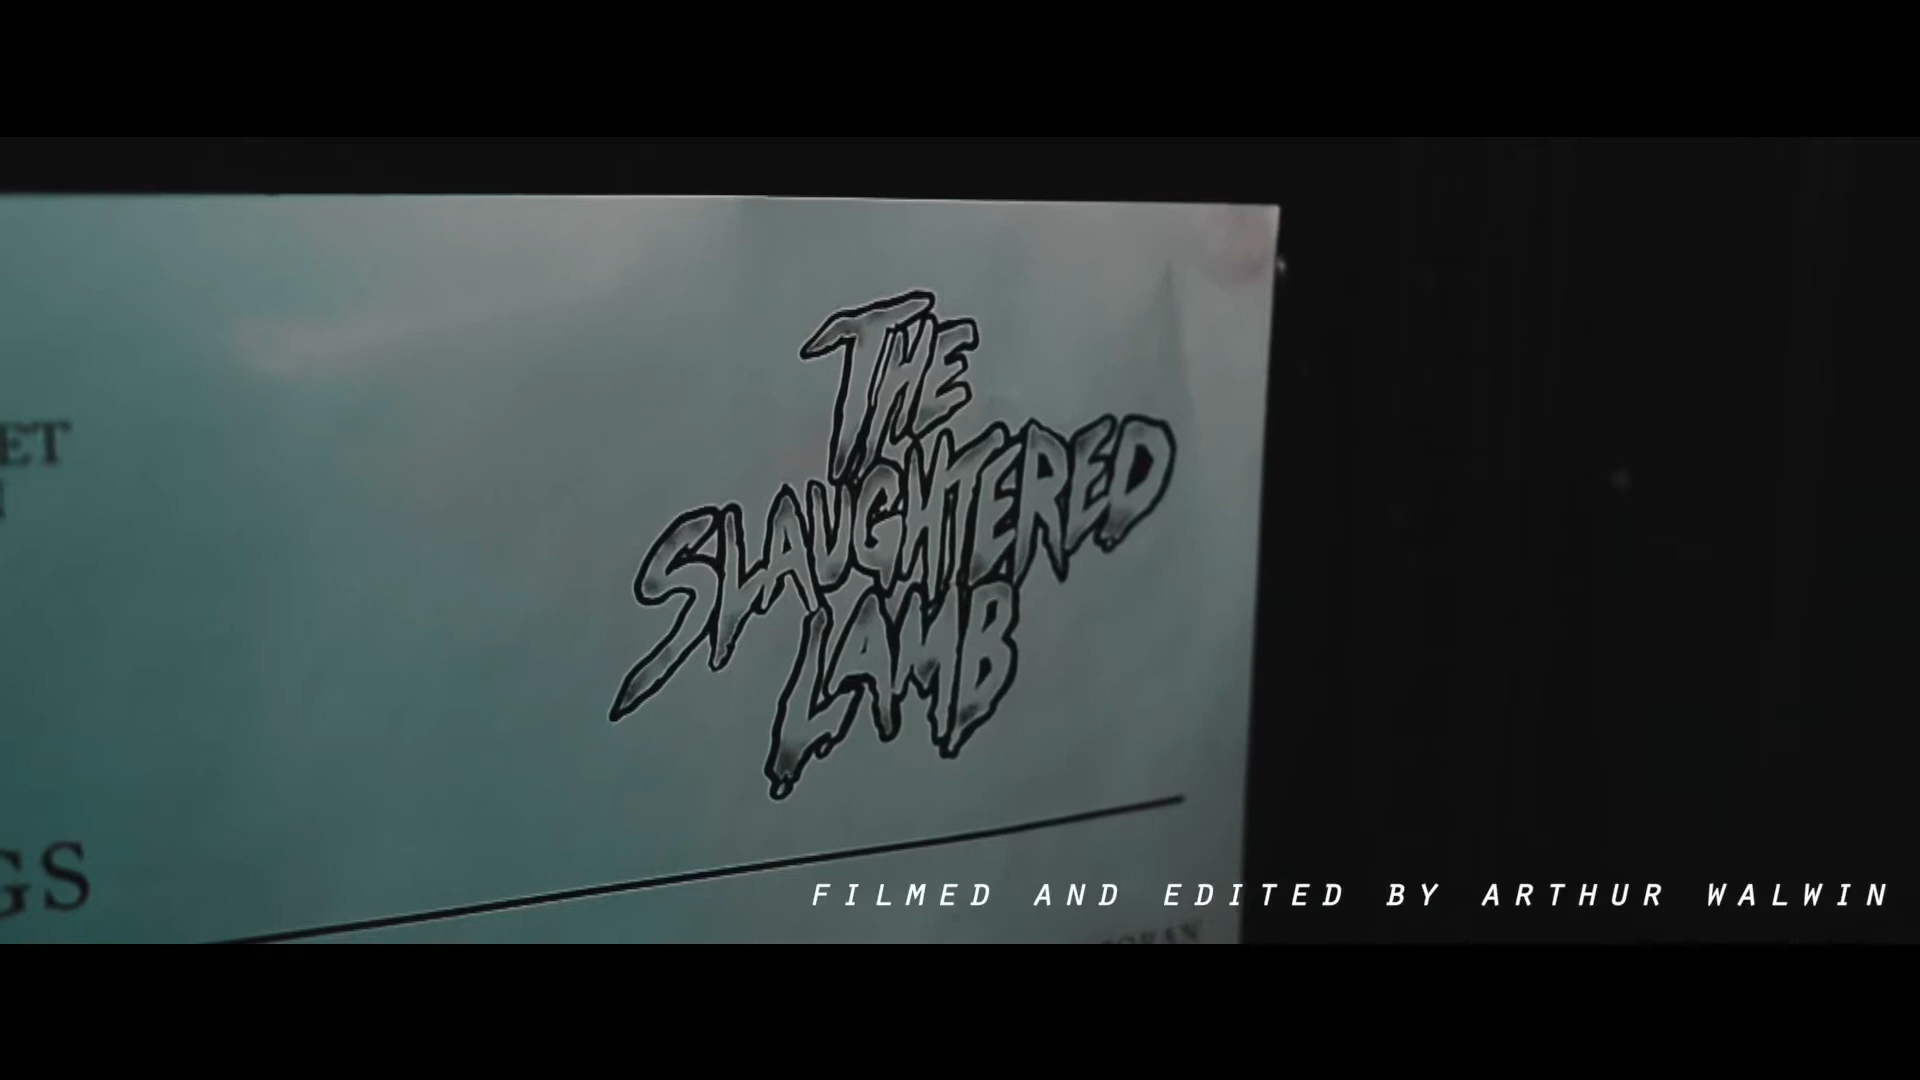 THE
SLAUGHTERED
LAMB
FILMED AND EDITED BY ARTHUR WALWIN